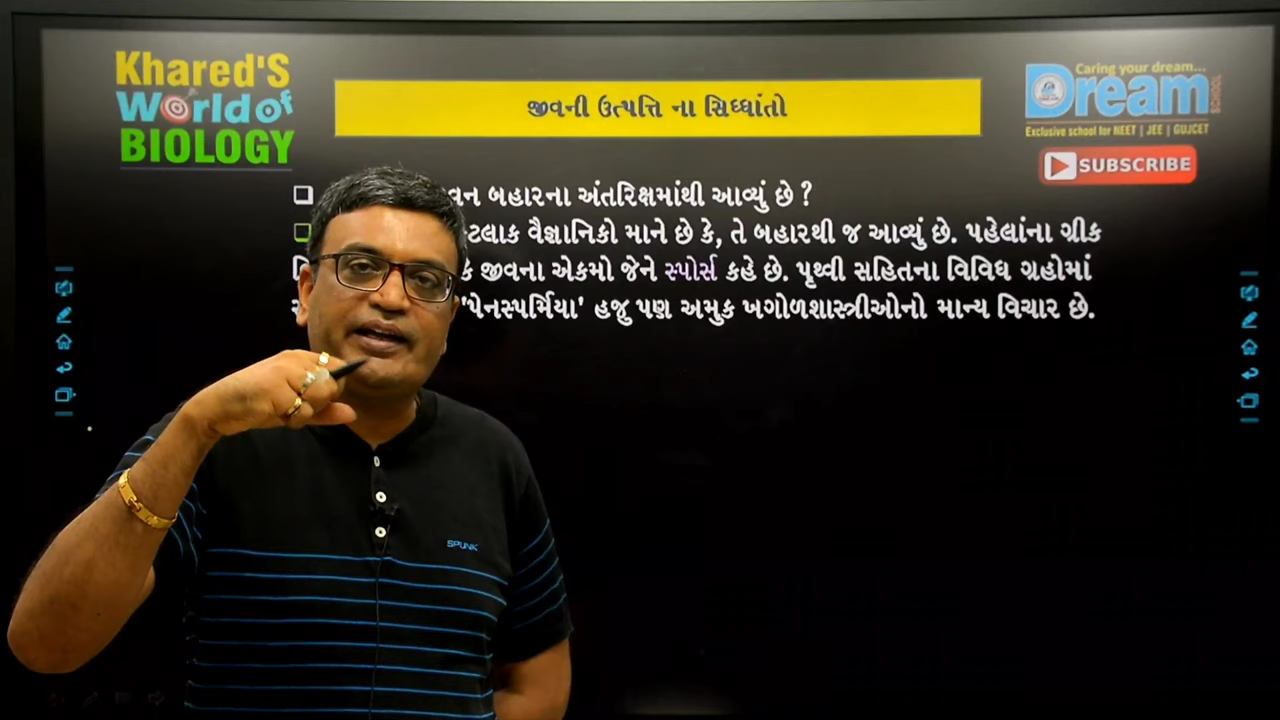 Khared'S
World of
BIOLOGY
જીવની ઉત્પત્તિ ના સિધ્ધાંતો
Caring your dream...
Dream
SCHOOL
Exclusive school for NEET | JEE | GUJCET
SUBSCRIBE
બહારના અંતરિક્ષમાંથી આવ્યું છે ?
વૈજ્ઞાનિકો માને છે કે, તે બહારથી જ આવ્યું છે. પહેલાંના ગ્રીક
જીવના એકમો જેને સ્પોર્સ કહે છે. પૃથ્વી સહિતના વિવિધ ગ્રહોમાં
'પેનસ્પર્મિયા' હજુ પણ અમુક ખગોળશાસ્ત્રીઓનો માન્ય વિચાર છે.
SPUNK